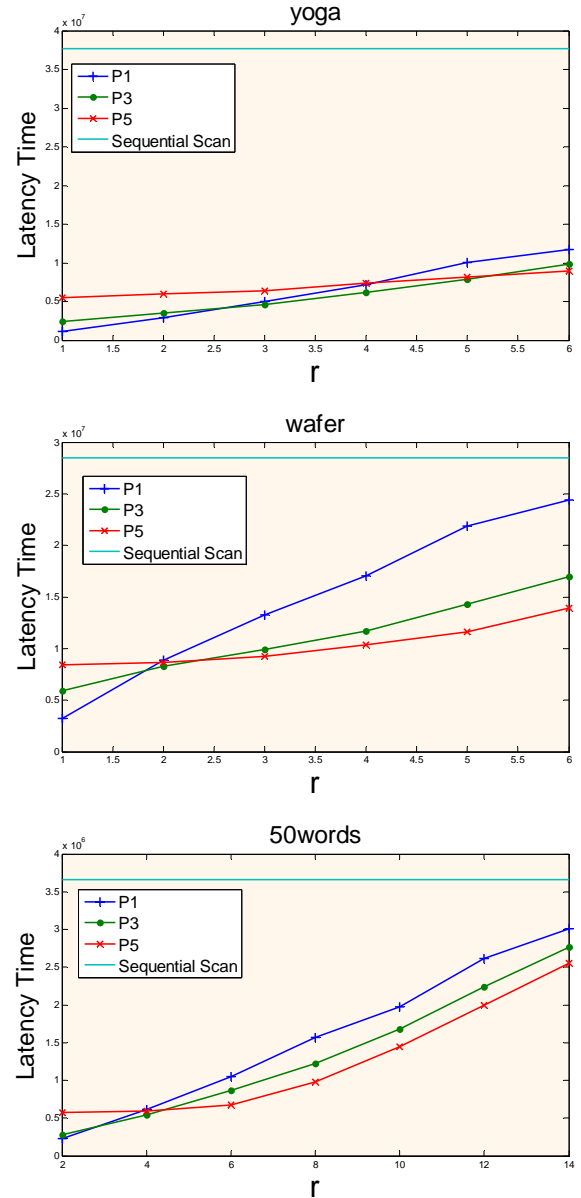 yoga
x 10^7
4
3.5
3
2.5
2
1.5
1
0.5
0
Latency Time
P1
P3
P5
Sequential Scan
1 1.5 2 2.5 3 3.5 4 4.5 5 5.5 6
r
wafer
x 10^7
3
2.5
2
1.5
1
0.5
0
Latency Time
P1
P3
P5
Sequential Scan
1 1.5 2 2.5 3 3.5 4 4.5 5 5.5 6
r
50words
x 10^6
4
3.5
3
2.5
2
1.5
1
0.5
0
Latency Time
P1
P3
P5
Sequential Scan
2 4 6 8 10 12 14
r